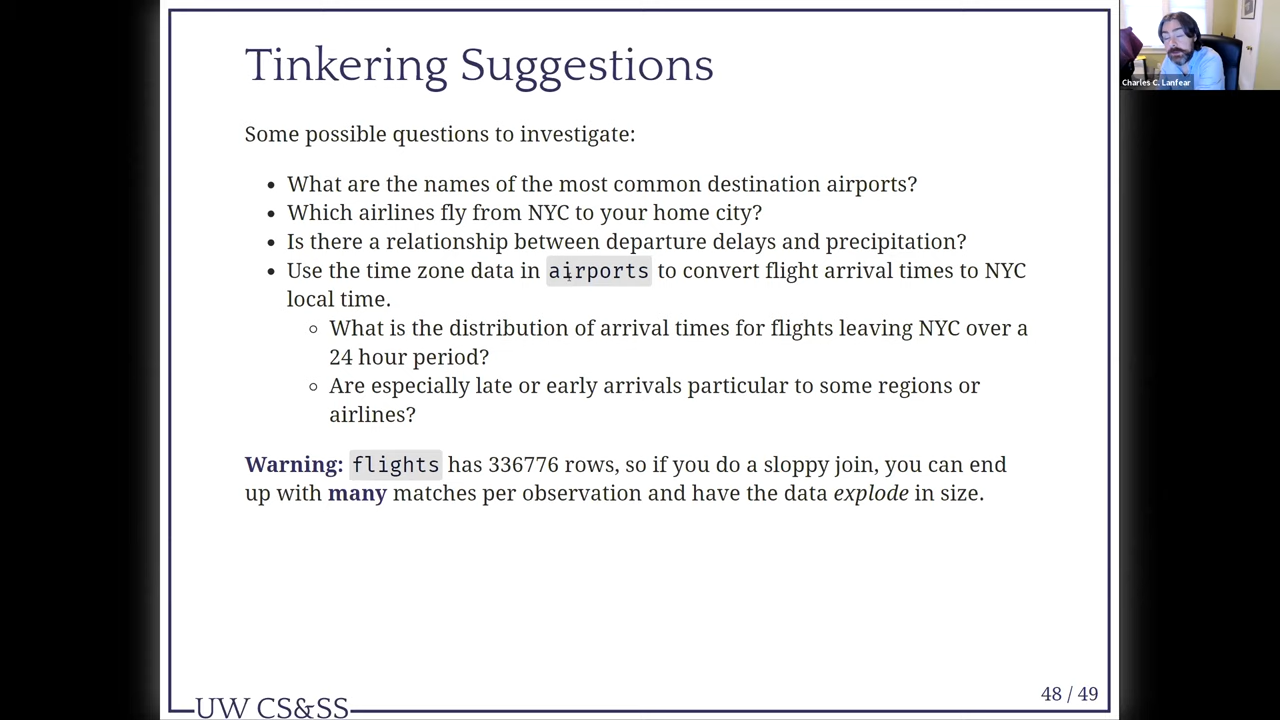 Tinkering Suggestions
Charles C. Lanfear
Some possible questions to investigate:
• What are the names of the most common destination airports?
• Which airlines fly from NYC to your home city?
• Is there a relationship between departure delays and precipitation?
• Use the time zone data in airports to convert flight arrival times to NYC
local time.
◦ What is the distribution of arrival times for flights leaving NYC over a
24 hour period?
◦ Are especially late or early arrivals particular to some regions or
airlines?
Warning: flights has 336776 rows, so if you do a sloppy join, you can end
up with many matches per observation and have the data explode in size.
48 / 49
UW CS&SS